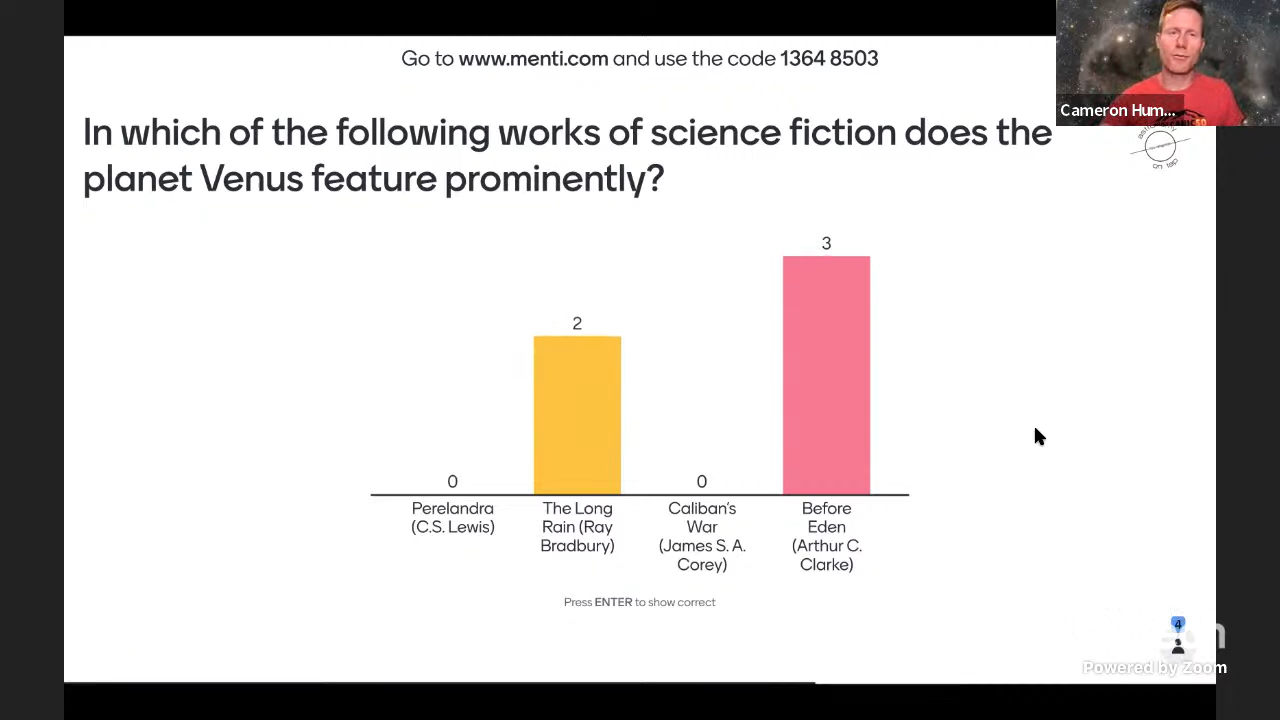 Go to www.menti.com and use the code 1364 8503
Cameron Hum...
In which of the following works of science fiction does the
planet Venus feature prominently?
on tap
3
2
0
0
Perelandra
(C.S. Lewis)
The Long
Rain (Ray
Bradbury)
Caliban's
War
(James S. A.
Corey)
Before
Eden
(Arthur C.
Clarke)
Press ENTER to show correct
4
Powered by Zoom